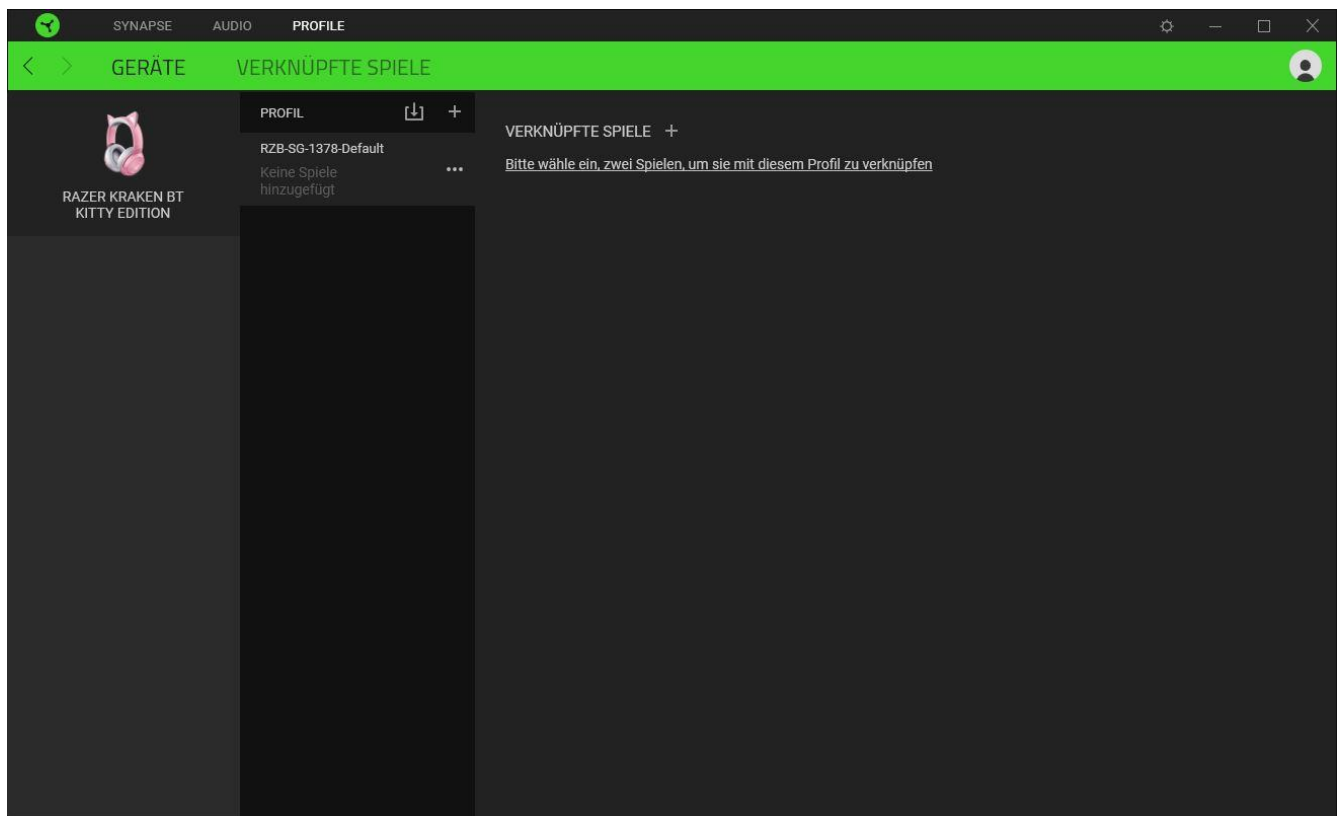 SYNAPSE AUDIO PROFILE
GERÄTE VERKNÜPFTE SPIELE
RAZER KRAKEN BT
KITTY EDITION
PROFIL
RZB-SG-1378-Default
Keine Spiele
hinzugefügt
VERKNÜPFTE SPIELE
Bitte wähle ein, zwei Spielen, um sie mit diesem Profil zu verknüpfen